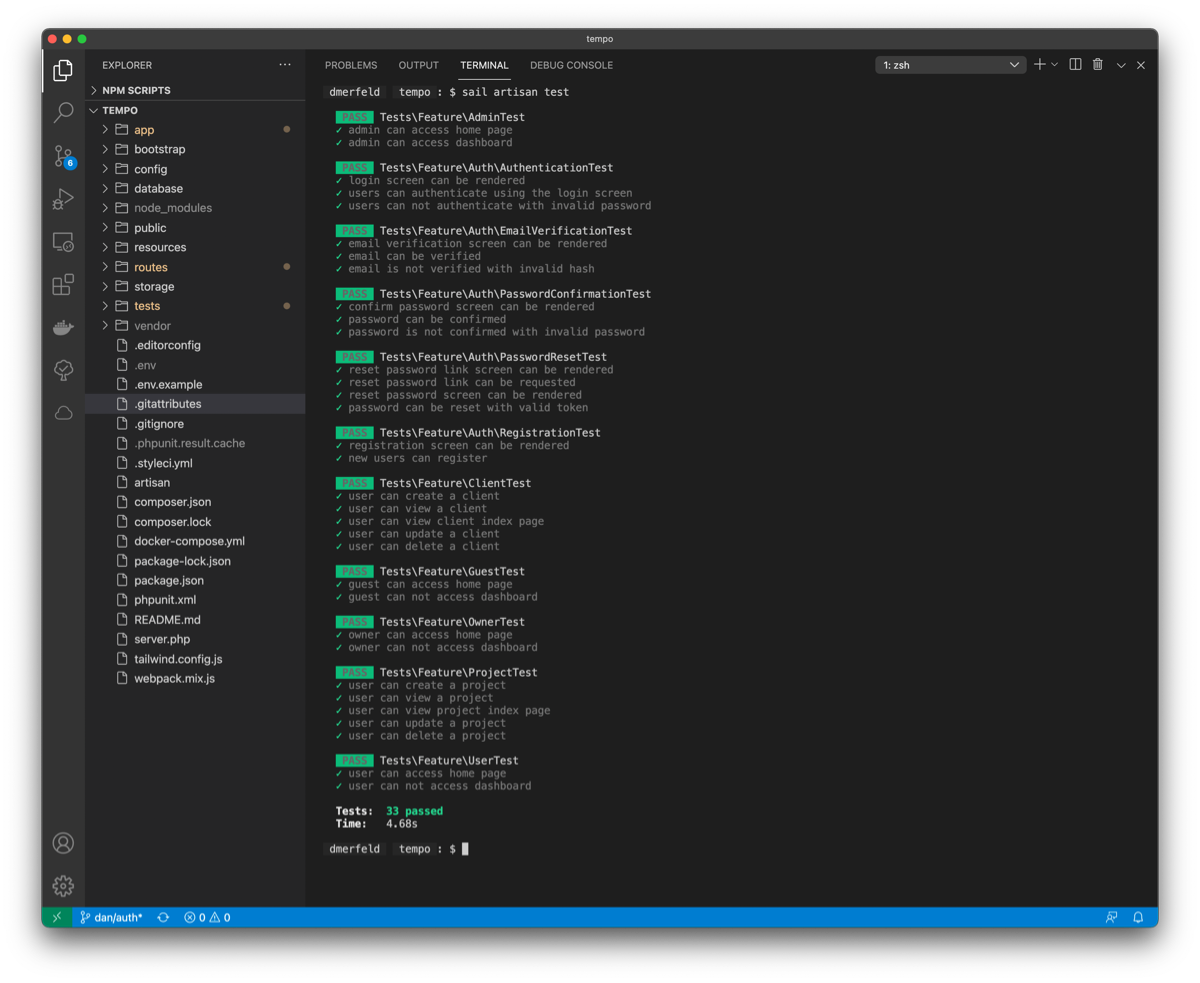 tempo
EXPLORER
NPM SCRIPTS
TEMPO
app
bootstrap
config
database
node_modules
public
resources
routes
storage
tests
vendor
.editorconfig
.env
.env.example
.gitattributes
.gitignore
.phpunit.result.cache
.styleci.yml
artisan
composer.json
composer.lock
docker-compose.yml
package-lock.json
package.json
phpunit.xml
README.md
server.php
tailwind.config.js
webpack.mix.js
6
PROBLEMS OUTPUT TERMINAL DEBUG CONSOLE 1: zsh
dmerfeld tempo : $ sail artisan test
PASS Tests\Feature\AdminTest
✓ admin can access home page
✓ admin can access dashboard
PASS Tests\Feature\Auth\AuthenticationTest
✓ login screen can be rendered
✓ users can authenticate using the login screen
✓ users can not authenticate with invalid password
PASS Tests\Feature\Auth\EmailVerificationTest
✓ email verification screen can be rendered
✓ email can be verified
✓ email is not verified with invalid hash
PASS Tests\Feature\Auth\PasswordConfirmationTest
✓ confirm password screen can be rendered
✓ password can be confirmed
✓ password is not confirmed with invalid password
PASS Tests\Feature\Auth\PasswordResetTest
✓ reset password link screen can be rendered
✓ reset password link can be requested
✓ reset password screen can be rendered
✓ password can be reset with valid token
PASS Tests\Feature\Auth\RegistrationTest
✓ registration screen can be rendered
✓ new users can register
PASS Tests\Feature\ClientTest
✓ user can create a client
✓ user can view a client
✓ user can view client index page
✓ user can update a client
✓ user can delete a client
PASS Tests\Feature\GuestTest
✓ guest can access home page
✓ guest can not access dashboard
PASS Tests\Feature\OwnerTest
✓ owner can access home page
✓ owner can not access dashboard
PASS Tests\Feature\ProjectTest
✓ user can create a project
✓ user can view a project
✓ user can view project index page
✓ user can update a project
✓ user can delete a project
PASS Tests\Feature\UserTest
✓ user can access home page
✓ user can not access dashboard
Tests: 33 passed
Time: 4.68s
dmerfeld tempo : $
dan/auth* 0 0